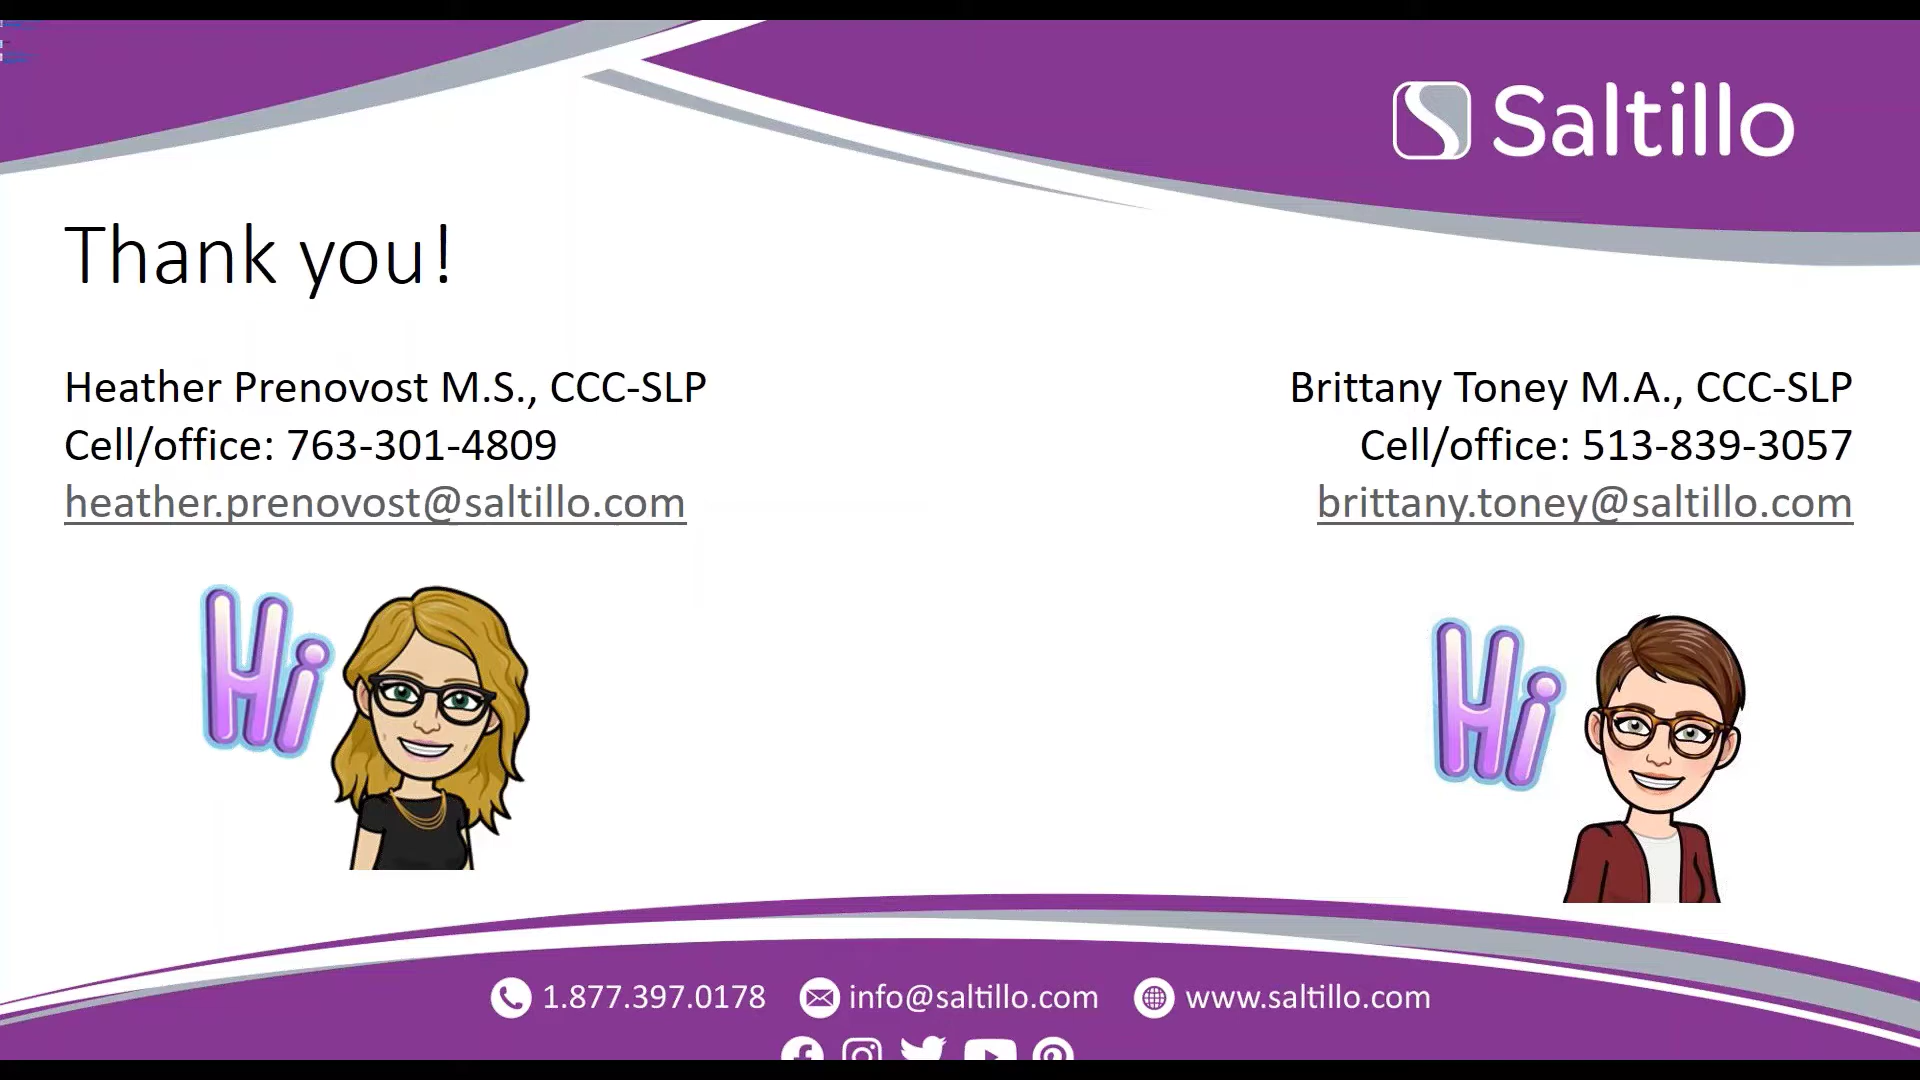 Saltillo
Thank you!
Heather Prenovost M.S., CCC-SLP
Cell/office: 763-301-4809
heather.prenovost@saltillo.com
Brittany Toney M.A., CCC-SLP
Cell/office: 513-839-3057
brittany.toney@saltillo.com
Hi
Hi
1.877.397.0178 info@saltillo.com www.saltillo.com